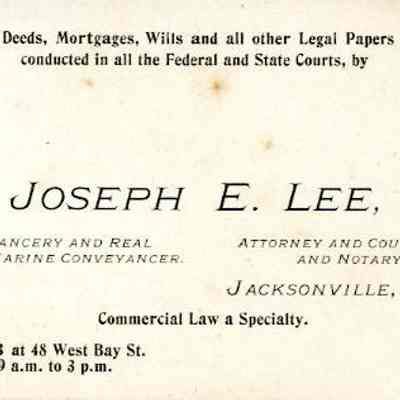 Deeds, Mortgages, Wills and all other Legal Papers
conducted in all the Federal and State Courts, by
JOSEPH E. LEE,
ANCERY AND REAL
ARINE CONVEYANCER.
ATTORNEY AND COU
AND NOTARY
JACKSONVILLE,
Commercial Law a Specialty.
at 48 West Bay St.
9 a.m. to 3 p.m.